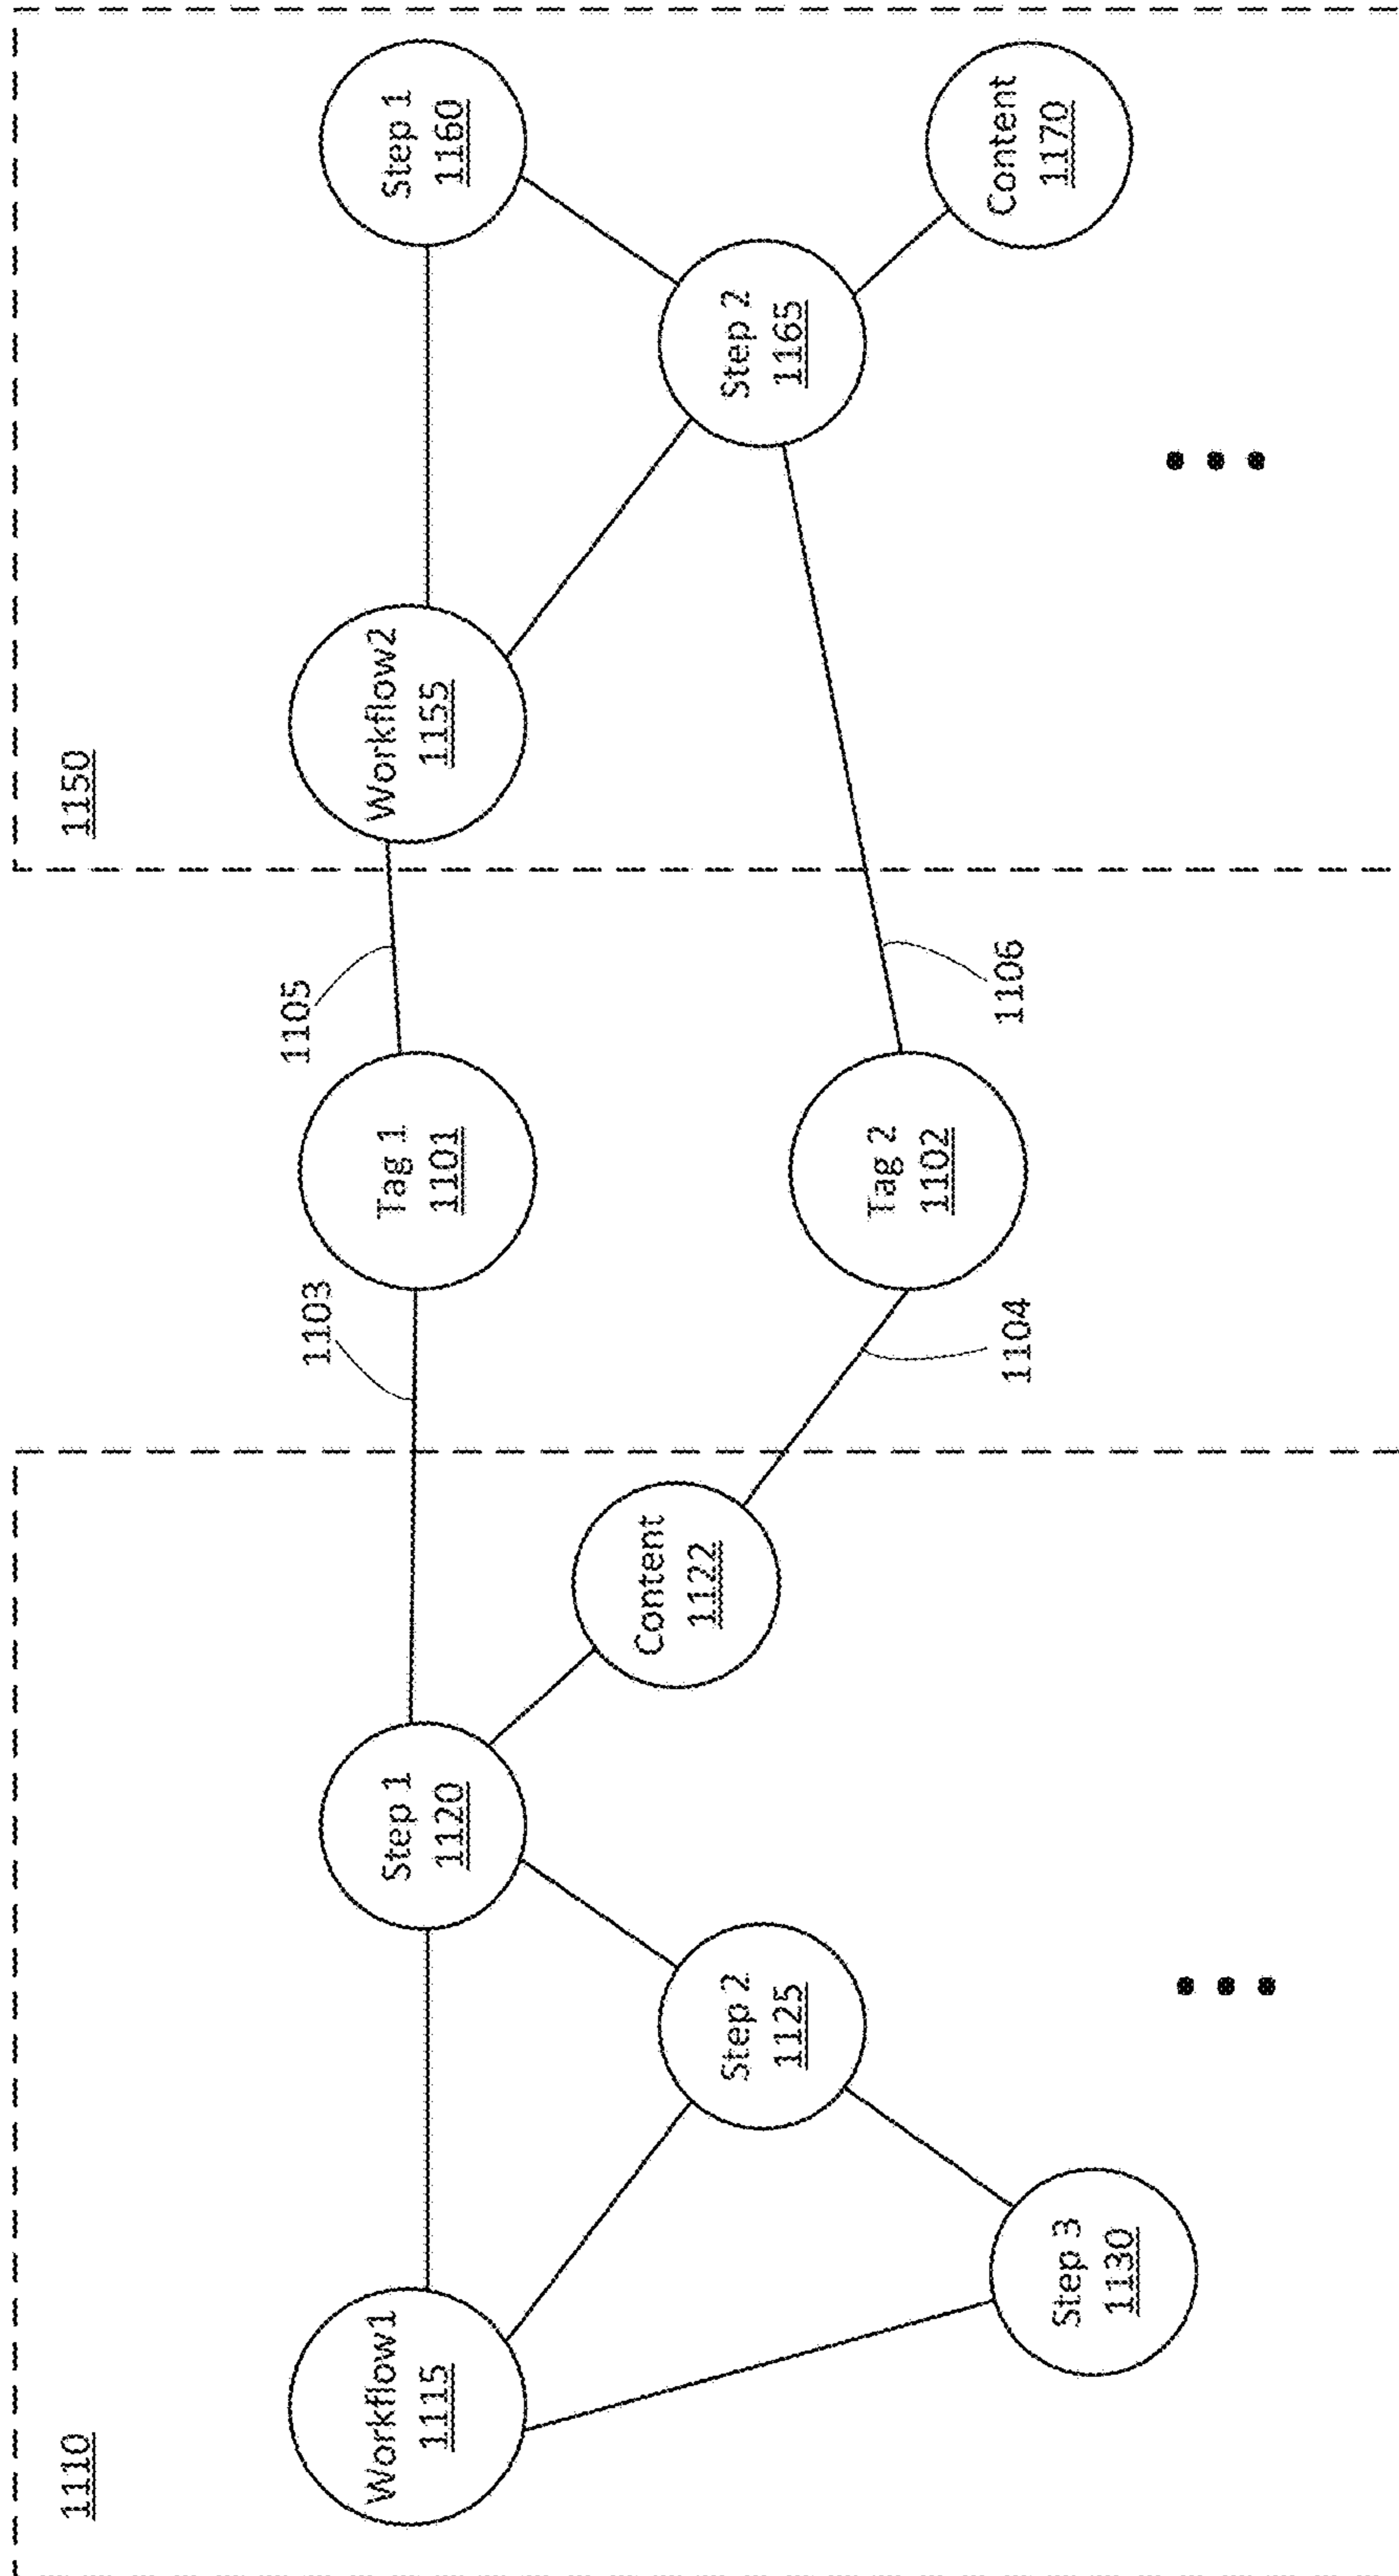 1110
Workflow1
1115
Step 1
1120
Step 2
1125
Step 3
1130
Content
1122
1103
1104
Tag 1
1101
Tag 2
1102
1105
1106
1150
Workflow2
1155
Step 1
1160
Step 2
1165
Content
1170